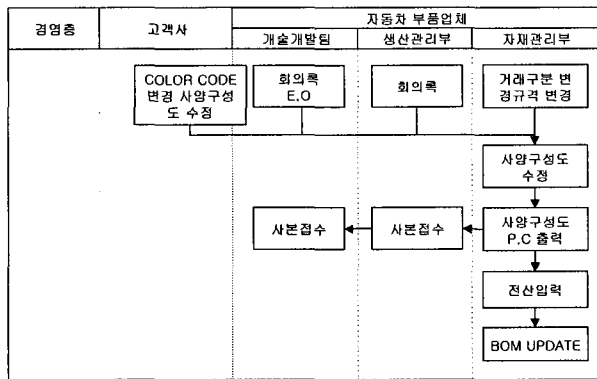 경영층
고객사
자동차 부품업체
개술개발팀
생산관리부
자재관리부
COLOR CODE
변경 사양구성
도 수정
회의록
E.O
회의록
거래구분 변
경규격 변경
사양구성도
수정
사본접수
사본접수
사양구성도
P.C 출력
전산입력
BOM UPDATE